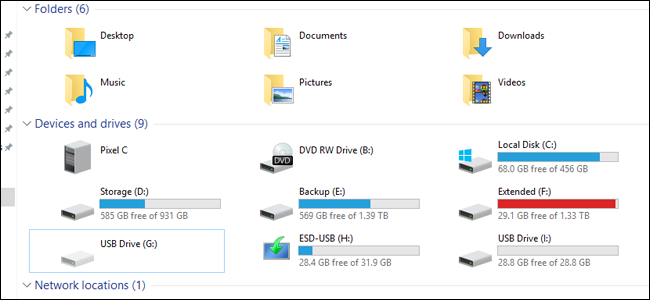 Folders (6)
Desktop
Documents
Downloads
Music
Pictures
Videos
Devices and drives (9)
Pixel C
DVD
DVD RW Drive (B:)
Local Disk (C:)
68.0 GB free of 456 GB
Storage (D:)
585 GB free of 931 GB
Backup (E:)
569 GB free of 1.39 TB
Extended (F:)
29.1 GB free of 1.33 TB
USB Drive (G:)
ESD-USB (H:)
28.4 GB free of 31.9 GB
USB Drive (I:)
28.8 GB free of 28.8 GB
Network locations (1)